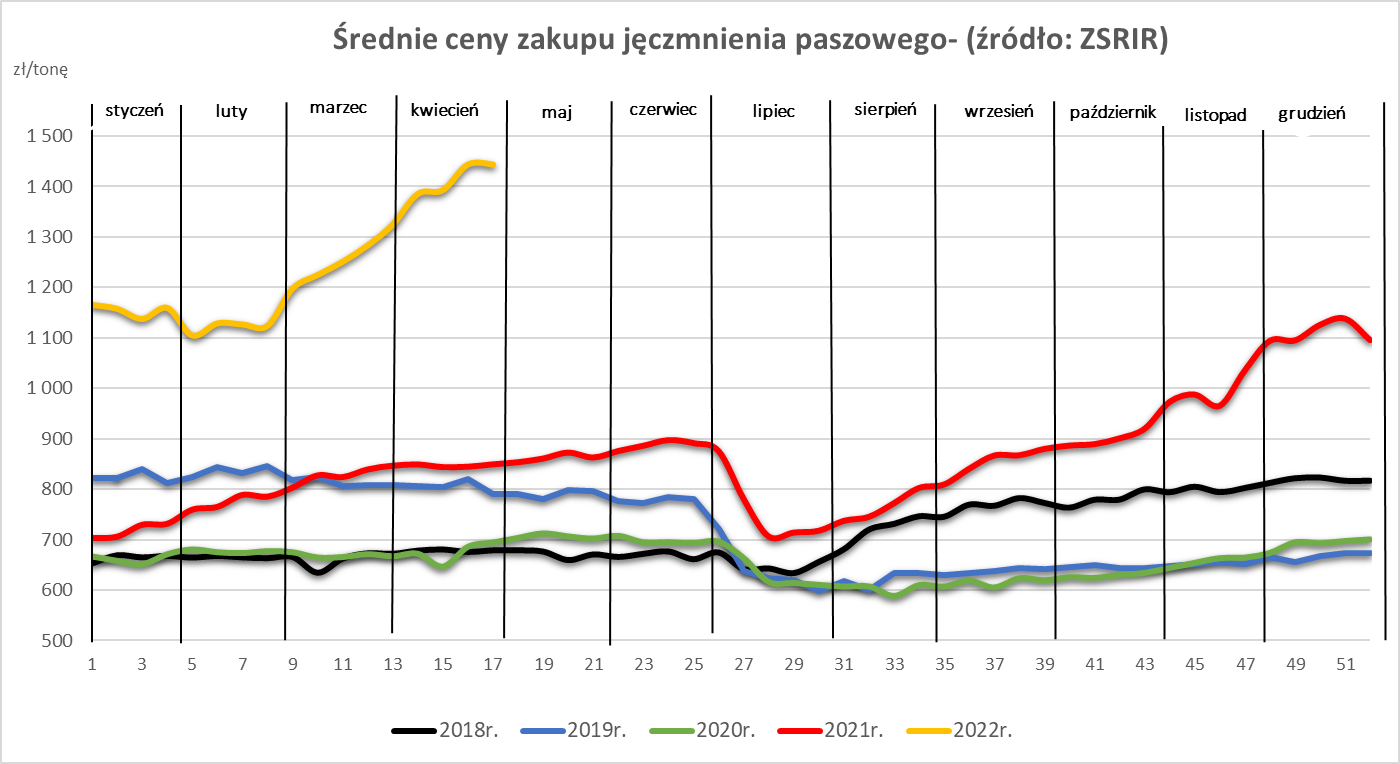 Średnie ceny zakupu jęczmnienia paszowego- (źródło: ZSRIR)
zł/tonę
styczeń luty marzec kwiecień maj czerwiec lipiec sierpień wrzesień październik listopad grudzień
1 500
1 400
1 300
1 200
1 100
1 000
900
800
700
600
500
1 3 5 7 9 11 13 15 17 19 21 23 25 27 29 31 33 35 37 39 41 43 45 47 49 51
2018r. 2019r. 2020r. 2021r. 2022r.